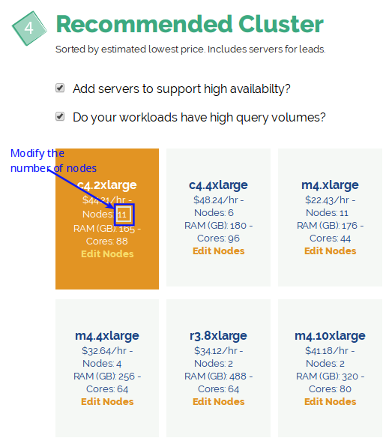 4
Recommended Cluster
Sorted by estimated lowest price. Includes servers for leads.
Add servers to support high availabilty?
Do your workloads have high query volumes?
Modify the
number of nodes
c4.2xlarge
$44.21/hr -
Nodes: 11
RAM (GB): 165 -
Cores: 88
Edit Nodes
c4.4xlarge
$48.24/hr -
Nodes: 6
RAM (GB): 180 -
Cores: 96
Edit Nodes
m4.xlarge
$22.43/hr -
Nodes: 11
RAM (GB): 176 -
Cores: 44
Edit Nodes
m4.4xlarge
$32.64/hr -
Nodes: 4
RAM (GB): 256 -
Cores: 64
Edit Nodes
r3.8xlarge
$34.12/hr -
Nodes: 2
RAM (GB): 488 -
Cores: 64
Edit Nodes
m4.10xlarge
$41.18/hr -
Nodes: 2
RAM (GB): 320 -
Cores: 80
Edit Nodes